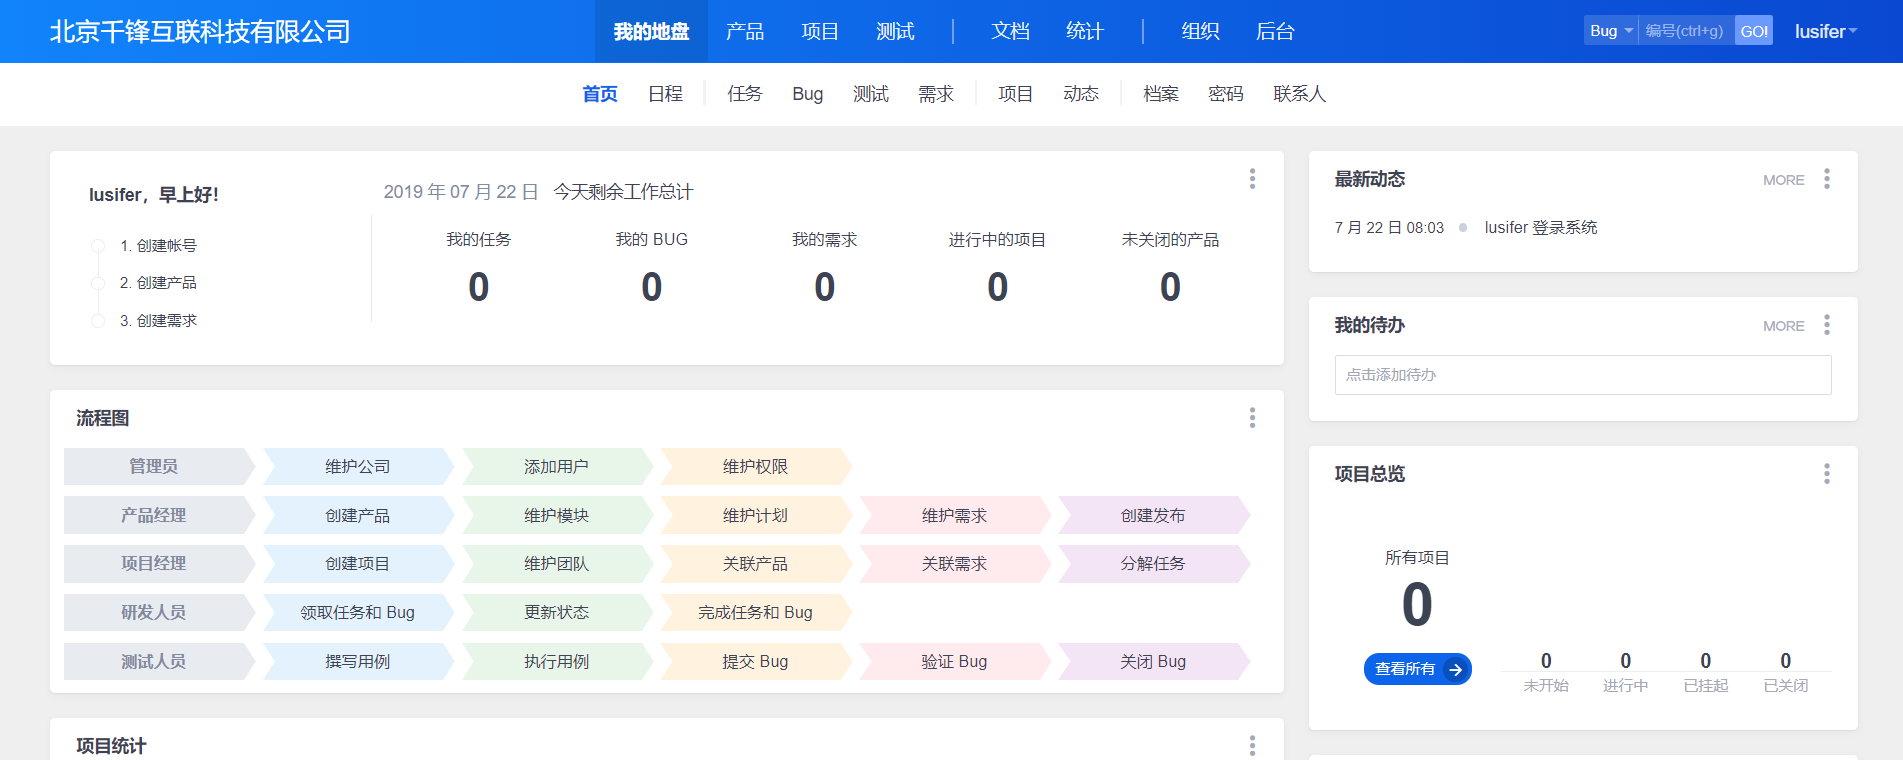 北京千锋互联科技有限公司 我的地盘 产品 项目 测试 文档 统计 组织 后台 Bug 编号(ctrl+g) GO! lusifer
首页 日程 任务 Bug 测试 需求 项目 动态 档案 密码 联系人
lusifer，早上好！
1. 创建帐号
2. 创建产品
3. 创建需求
2019 年 07 月 22 日 今天剩余工作总计
我的任务 我的 BUG 我的需求 进行中的项目 未关闭的产品
0 0 0 0 0
最新动态 MORE
7 月 22 日 08:03 lusifer 登录系统
我的待办 MORE
点击添加待办
流程图
管理员 维护公司 添加用户 维护权限
产品经理 创建产品 维护模块 维护计划 维护需求 创建发布
项目经理 创建项目 维护团队 关联产品 关联需求 分解任务
研发人员 领取任务和 Bug 更新状态 完成任务和 Bug
测试人员 撰写用例 执行用例 提交 Bug 验证 Bug 关闭 Bug
项目总览
所有项目
0
查看所有
0 0 0 0
未开始 进行中 已挂起 已关闭
项目统计